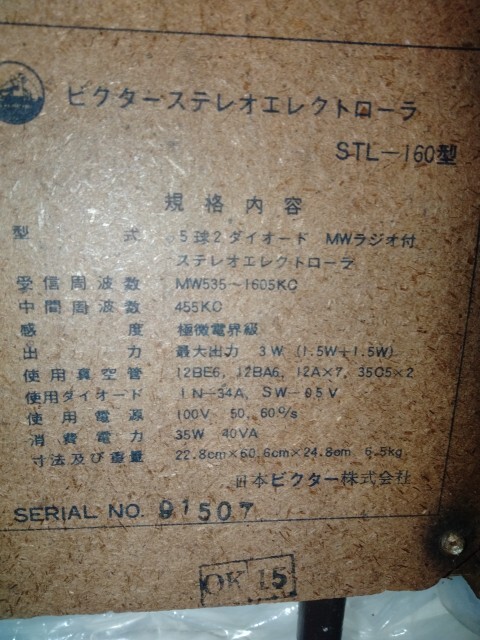 ビクターステレオエレクトローラ
STL-160型
規格内容
型式 5球2ダイオード MWラジオ付
ステレオエレクトローラ
受信周波数 MW535~1605KC
中間周波数 455KC
感度 極微電界級
出力 最大出力 3W (1.5W+1.5W)
使用真空管 12BE6, 12BA6, 12A×7, 35C5×2
使用ダイオード 1N-34A, SW-05V
使用電源 100V 50, 60%
消費電力 35W 40VA
寸法及び重量 22.8cm×60.6cm×24.8cm 6.5kg
日本ビクター株式会社
SERIAL NO. 91507
OK 15